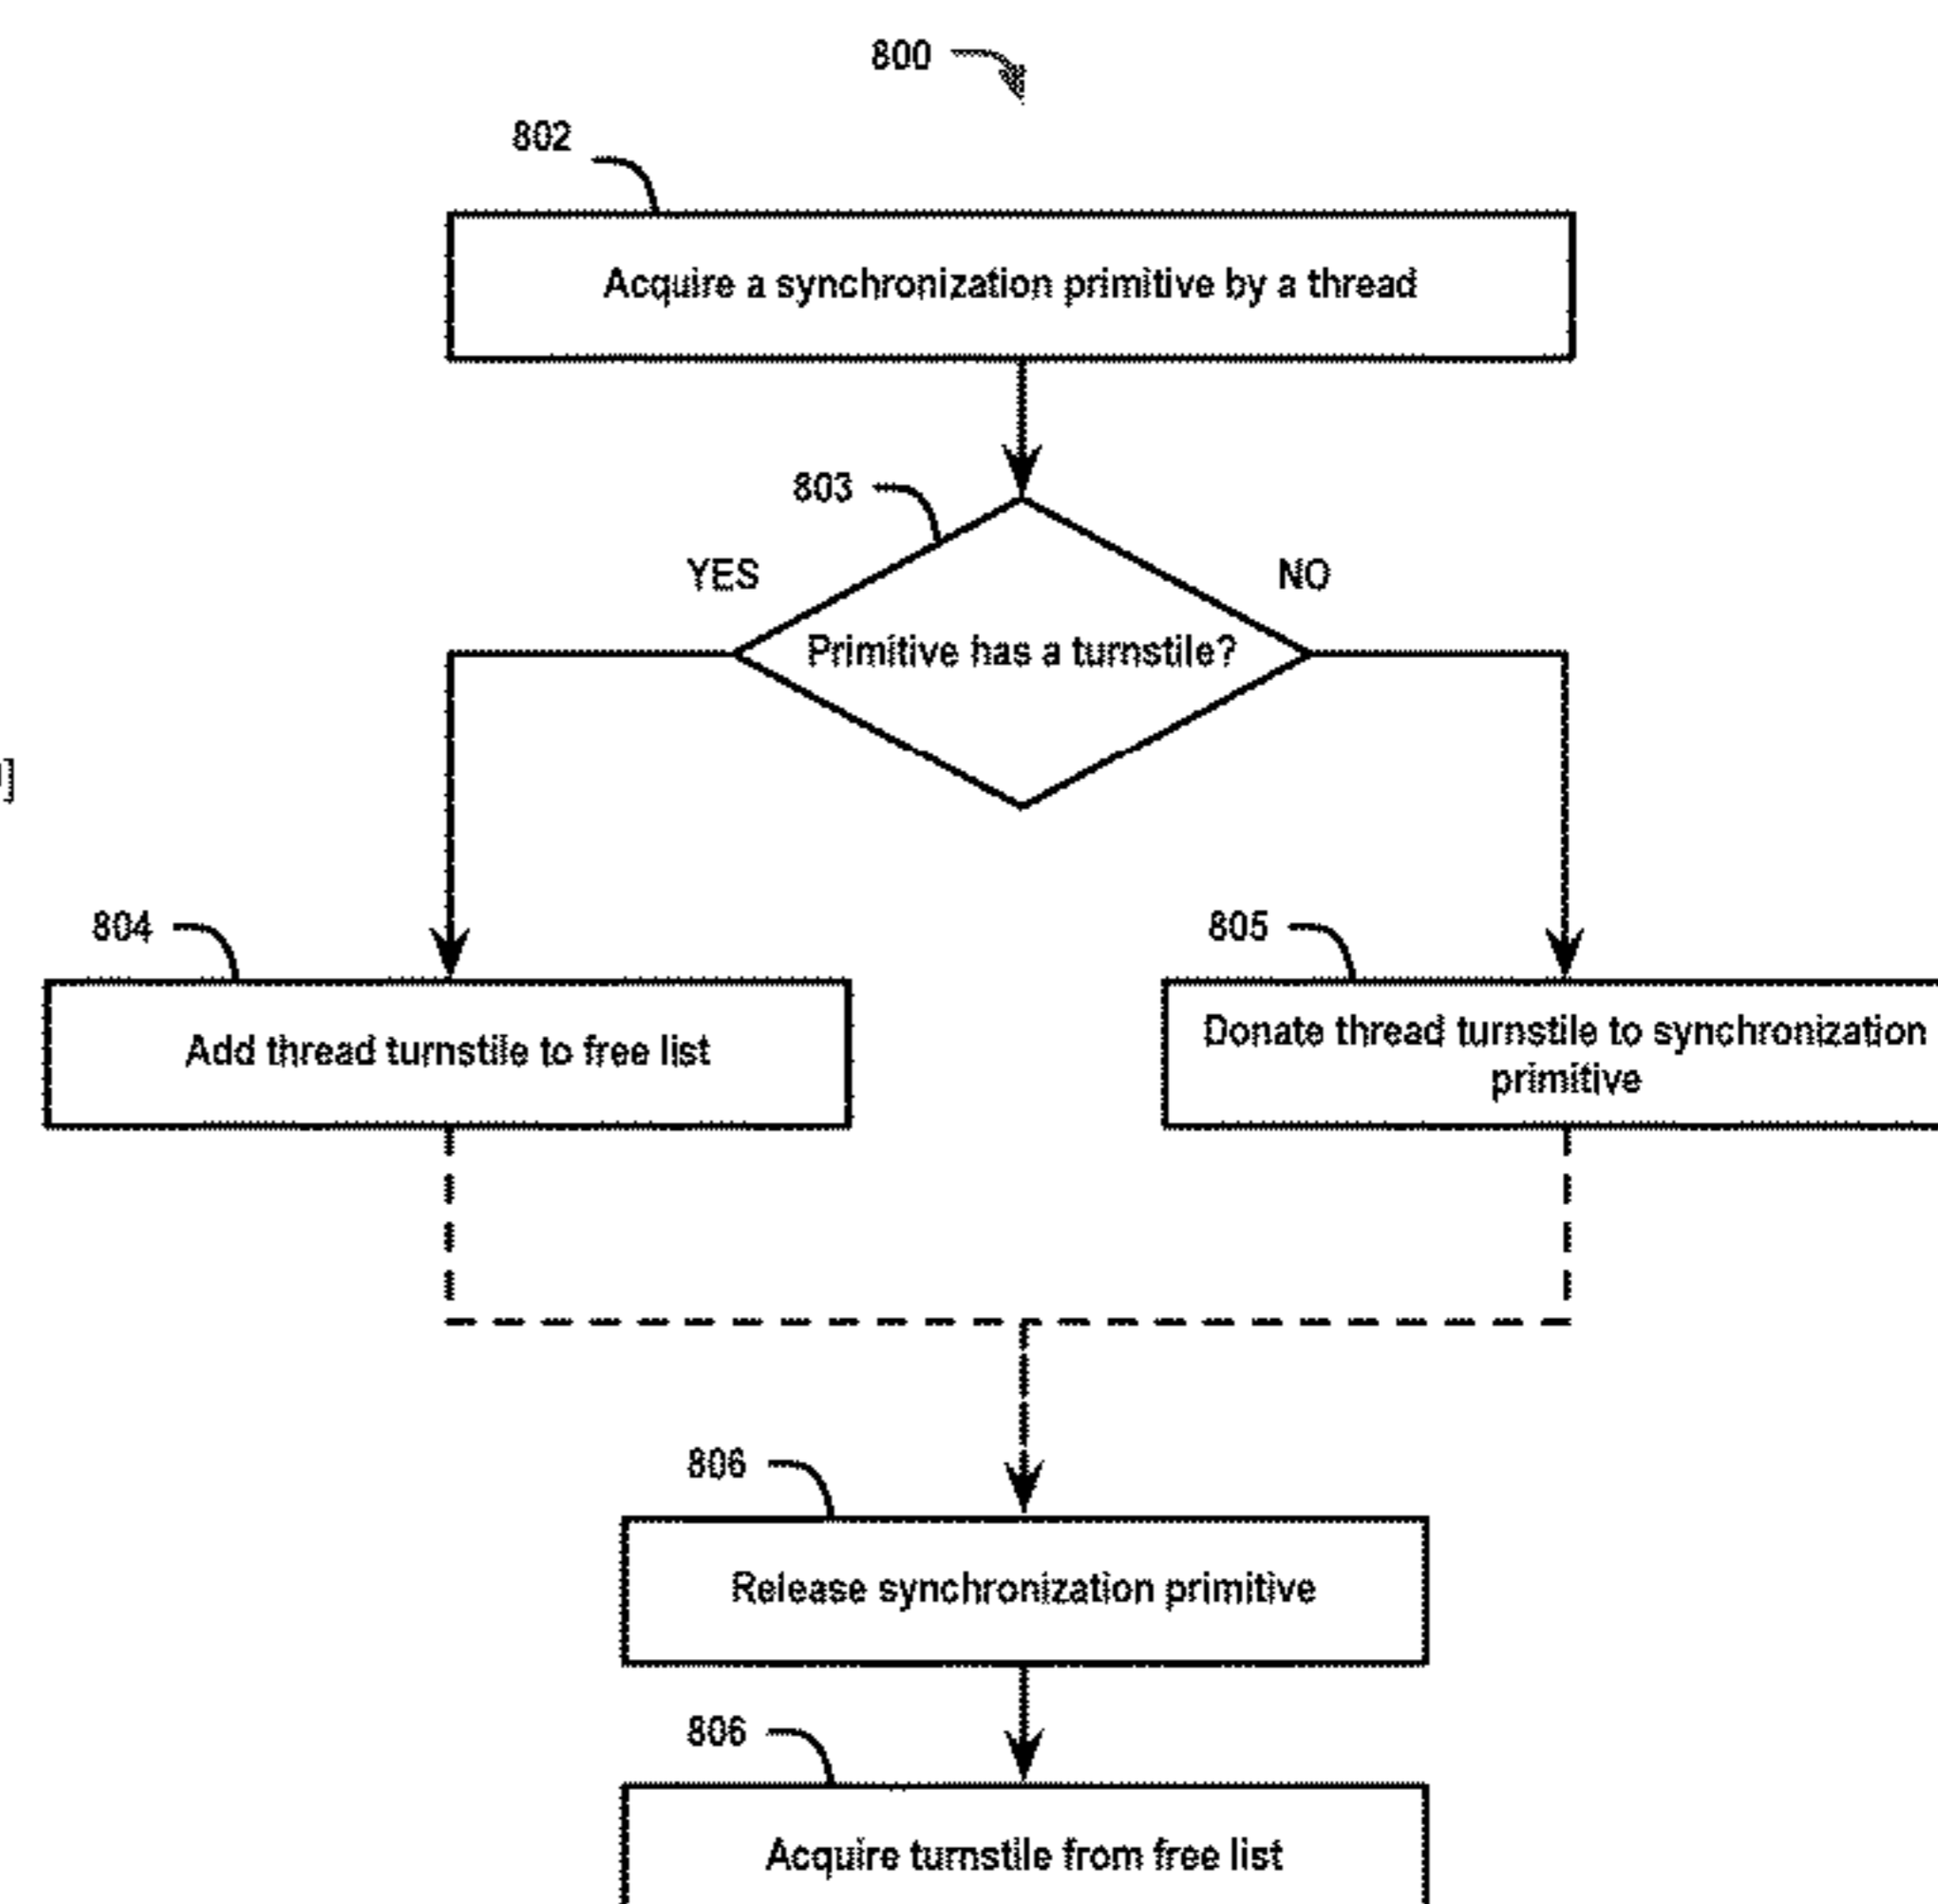 800
802
Acquire a synchronization primitive by a thread
803
YES
NO
Primitive has a turnstile?
]
804
805
Add thread turnstile to free list
Donate thread turnstile to synchronization
primitive
806
Release synchronization primitive
806
Acquire turnstile from free list